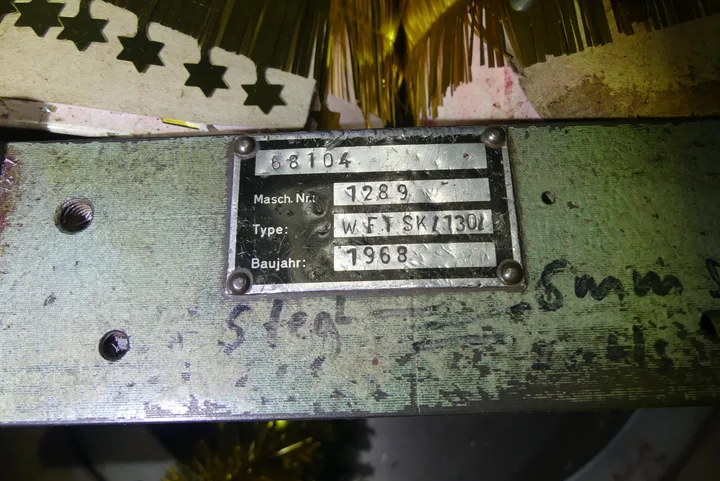 68104
Masch. Nr.: 1289
Type: WFT SK/130/
Baujahr: 1968
Steg
5mm